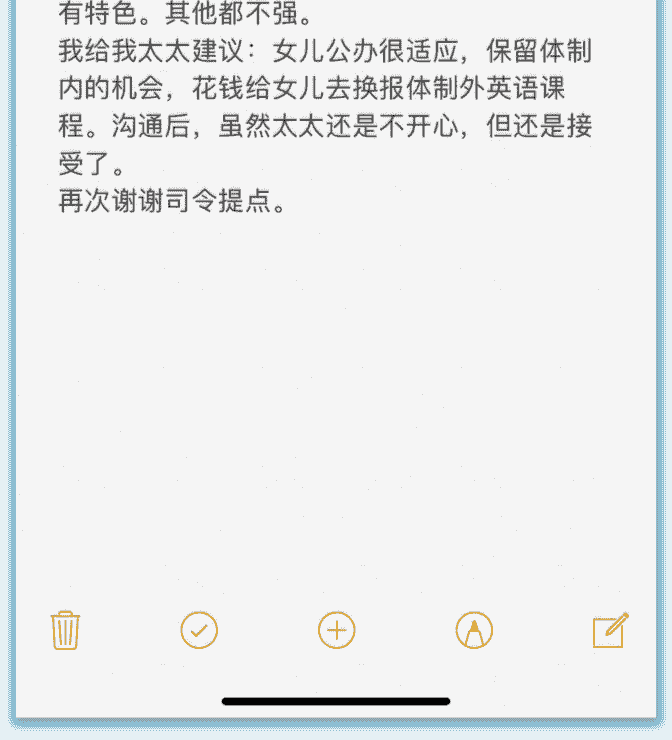 有特色。其他都不强。
我给我太太建议：女儿公办很适应，保留体制
内的机会，花钱给女儿去换报体制外英语课
程。沟通后，虽然太太还是不开心，但还是接
受了。
再次谢谢司令提点。